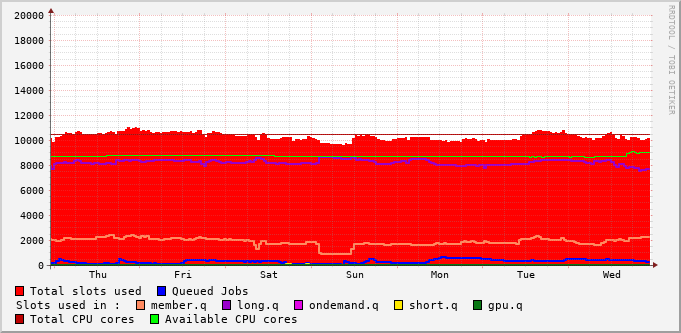 20000
18000
16000
14000
12000
10000
8000
6000
4000
2000
0
Thu Fri Sat Sun Mon Tue Wed
RRDTOOL / TOBI OETIKER
Total slots used Queued Jobs
Slots used in : member.q long.q ondemand.q short.q gpu.q
Total CPU cores Available CPU cores